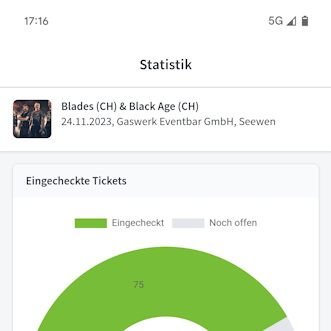 17:16
5G
Statistik
Blades (CH) & Black Age (CH)
24.11.2023, Gaswerk Eventbar GmbH, Seewen
Eingecheckte Tickets
Eingecheckt
Noch offen
75